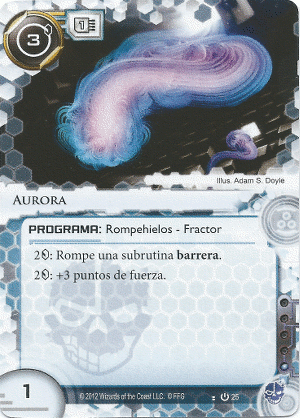 3
1
Illus. Adam S. Doyle
Aurora
PROGRAMA: Rompehielos - Fractor
2: Rompe una subrutina barrera.
2: +3 puntos de fuerza.
1
© 2012 Wizards of the Coast LLC. © FFG
25